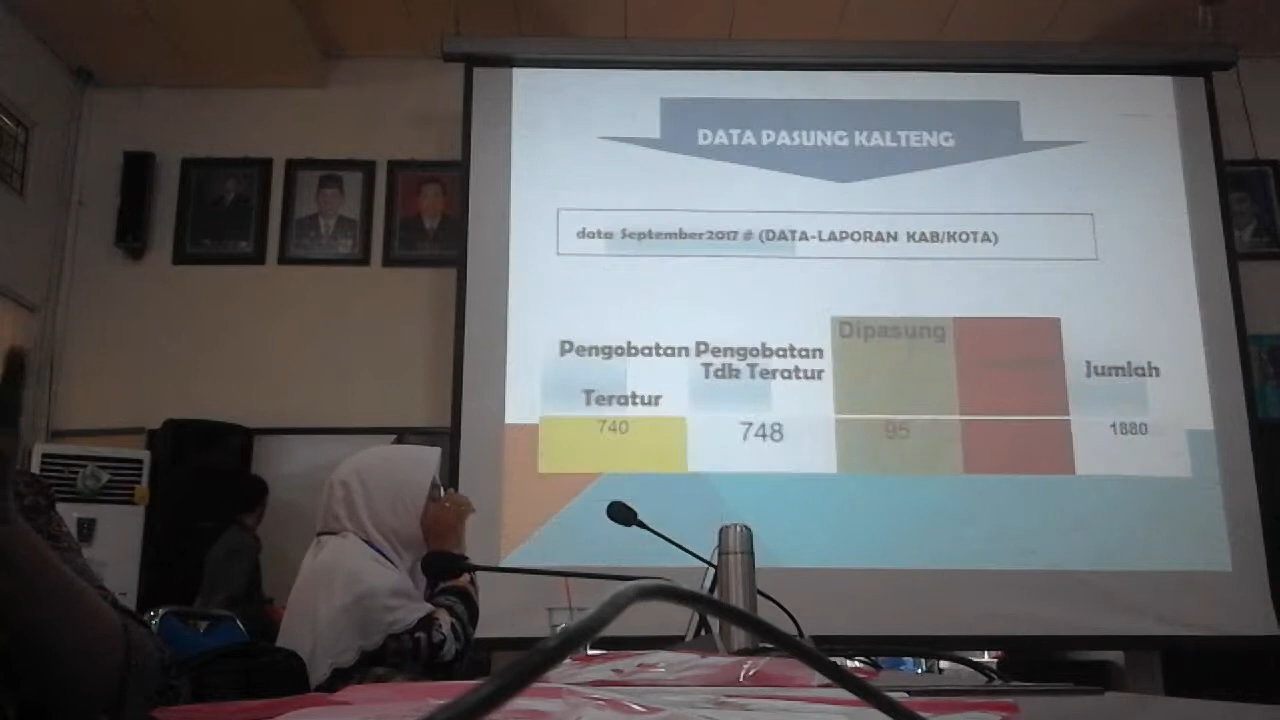 DATA PASUNG KALTENG
data September2017 # (DATA-LAPORAN KAB/KOTA)
Pengobatan Teratur
Pengobatan Tdk Teratur
Dipasung
Jumlah
740 748 95 1880